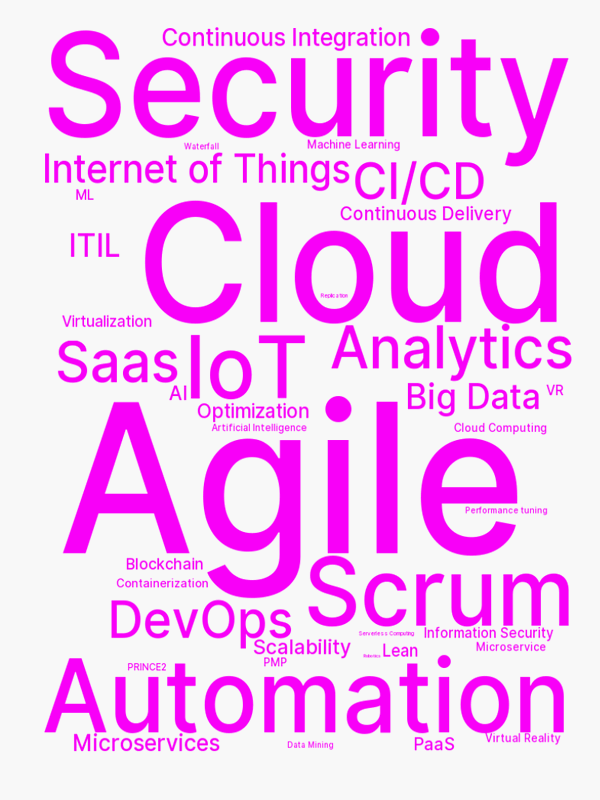 Continuous Integration
Security
Waterfall
Machine Learning
Internet of Things
CI/CD
ML
Continuous Delivery
ITIL
Cloud
Replication
Virtualization
Analytics
Saas
IoT
AI
Big Data
VR
Optimization
Artificial Intelligence
Cloud Computing
Agile
Performance tuning
Blockchain
Containerization
Scrum
DevOps
Serverless Computing
Information Security
Scalability
Microservice
Robotics
Lean
PMP
PRINCE2
Automation
Microservices
Data Mining
PaaS
Virtual Reality